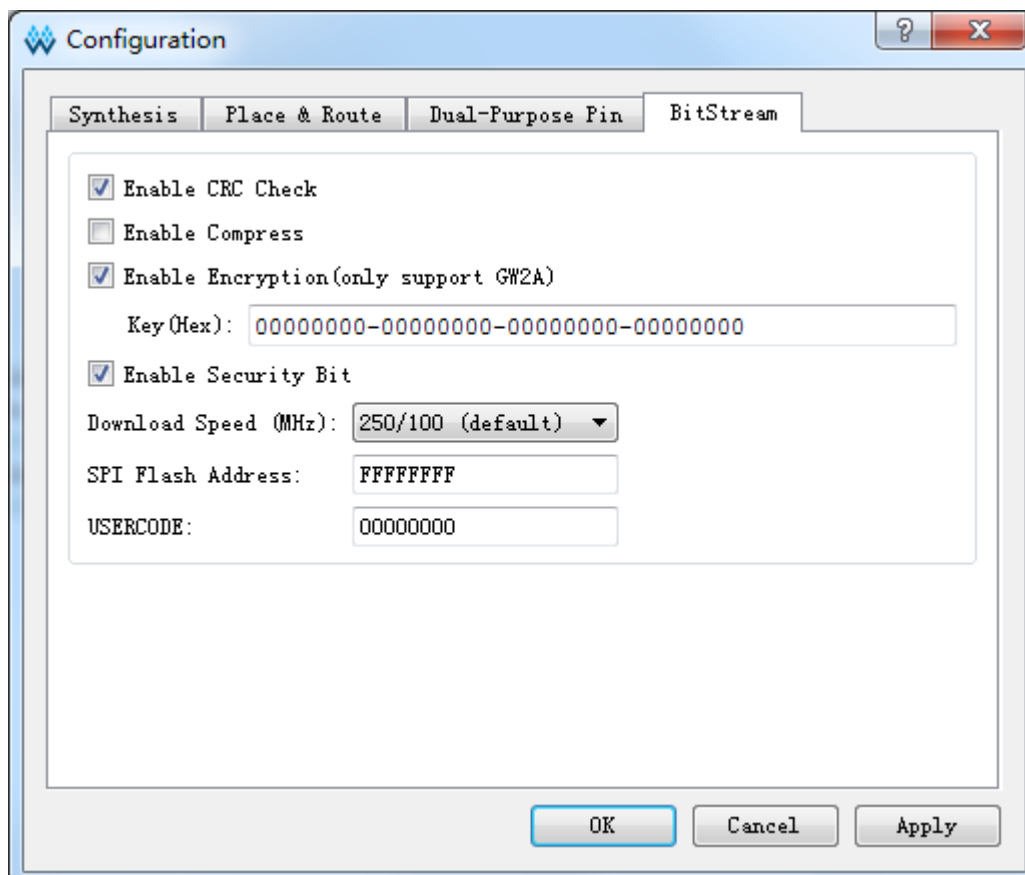 Configuration
Synthesis Place & Route Dual-Purpose Pin BitStream
Enable CRC Check
Enable Compress
Enable Encryption(only support GW2A)
Key(Hex): 00000000-00000000-00000000-00000000
Enable Security Bit
Download Speed (MHz): 250/100 (default)
SPI Flash Address: FFFFFFFF
USERCODE: 00000000
OK Cancel Apply